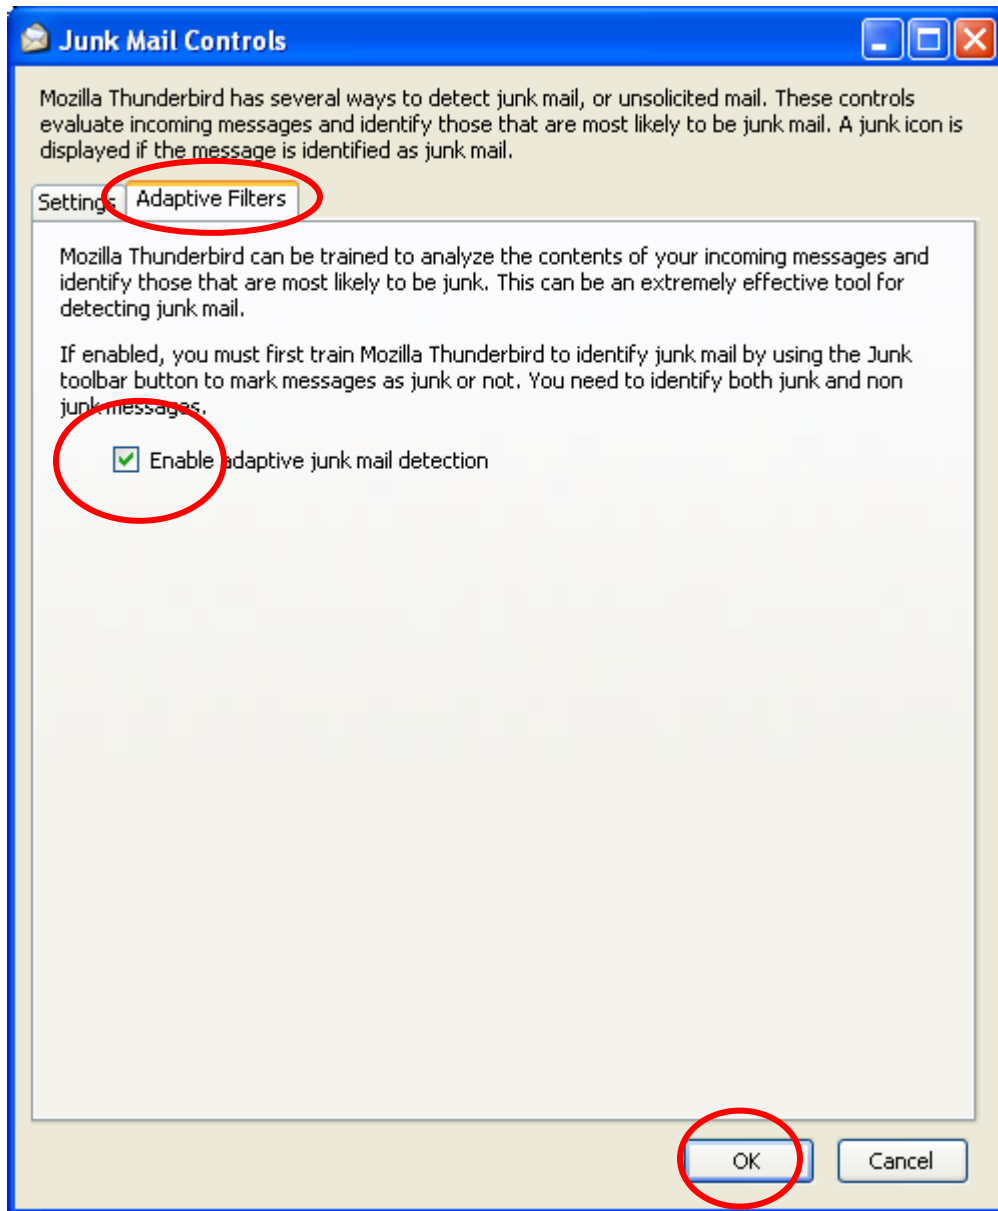 Junk Mail Controls
Mozilla Thunderbird has several ways to detect junk mail, or unsolicited mail. These controls
evaluate incoming messages and identify those that are most likely to be junk mail. A junk icon is
displayed if the message is identified as junk mail.
Settings Adaptive Filters
Mozilla Thunderbird can be trained to analyze the contents of your incoming messages and
identify those that are most likely to be junk. This can be an extremely effective tool for
detecting junk mail.
If enabled, you must first train Mozilla Thunderbird to identify junk mail by using the Junk
toolbar button to mark messages as junk or not. You need to identify both junk and non
junk messages.
Enable adaptive junk mail detection
OK Cancel